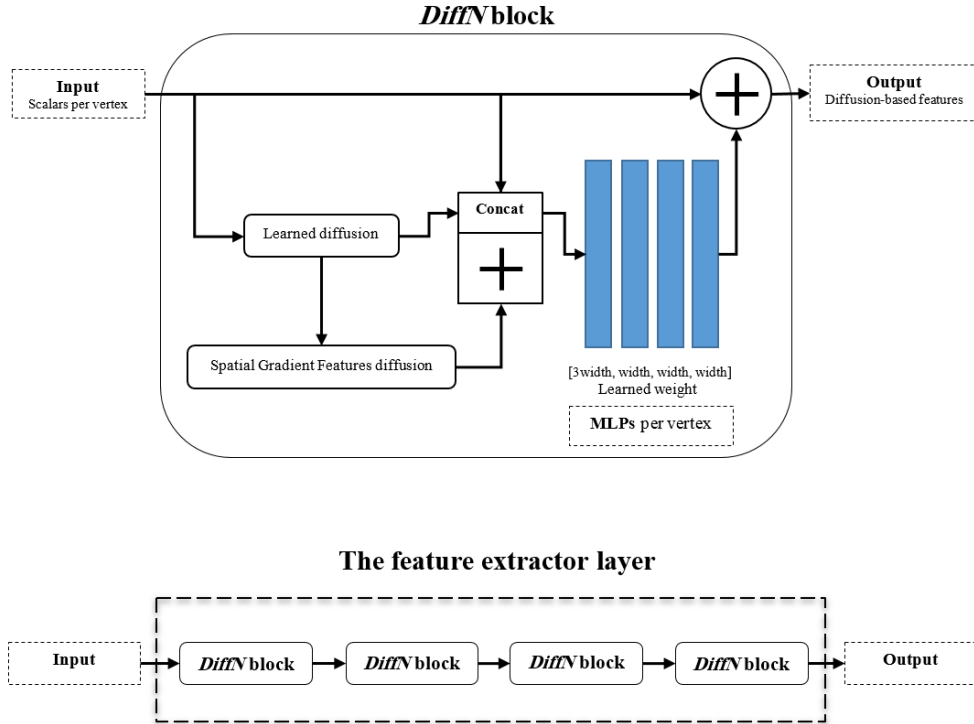 DiffN block
Input
Scalars per vertex
Output
Diffusion-based features
Concat
Learned diffusion
Spatial Gradient Features diffusion
[3width, width, width, width]
Learned weight
MLPs per vertex
The feature extractor layer
Input
DiffN block
DiffN block
DiffN block
DiffN block
Output